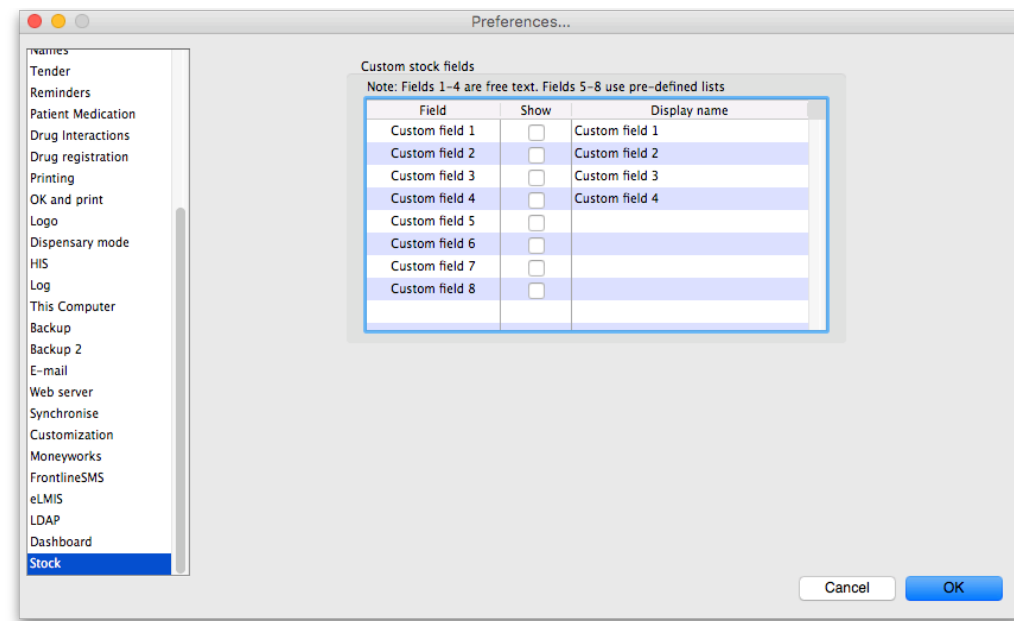 Preferences...
Names
Tender
Reminders
Patient Medication
Drug Interactions
Drug registration
Printing
OK and print
Logo
Dispensary mode
HIS
Log
This Computer
Backup
Backup 2
E-mail
Web server
Synchronise
Customization
Moneyworks
FrontlineSMS
eLMIS
LDAP
Dashboard
Stock
Custom stock fields
Note: Fields 1-4 are free text. Fields 5-8 use pre-defined lists
Field Show Display name
Custom field 1 Custom field 1
Custom field 2 Custom field 2
Custom field 3 Custom field 3
Custom field 4 Custom field 4
Custom field 5
Custom field 6
Custom field 7
Custom field 8
Cancel OK